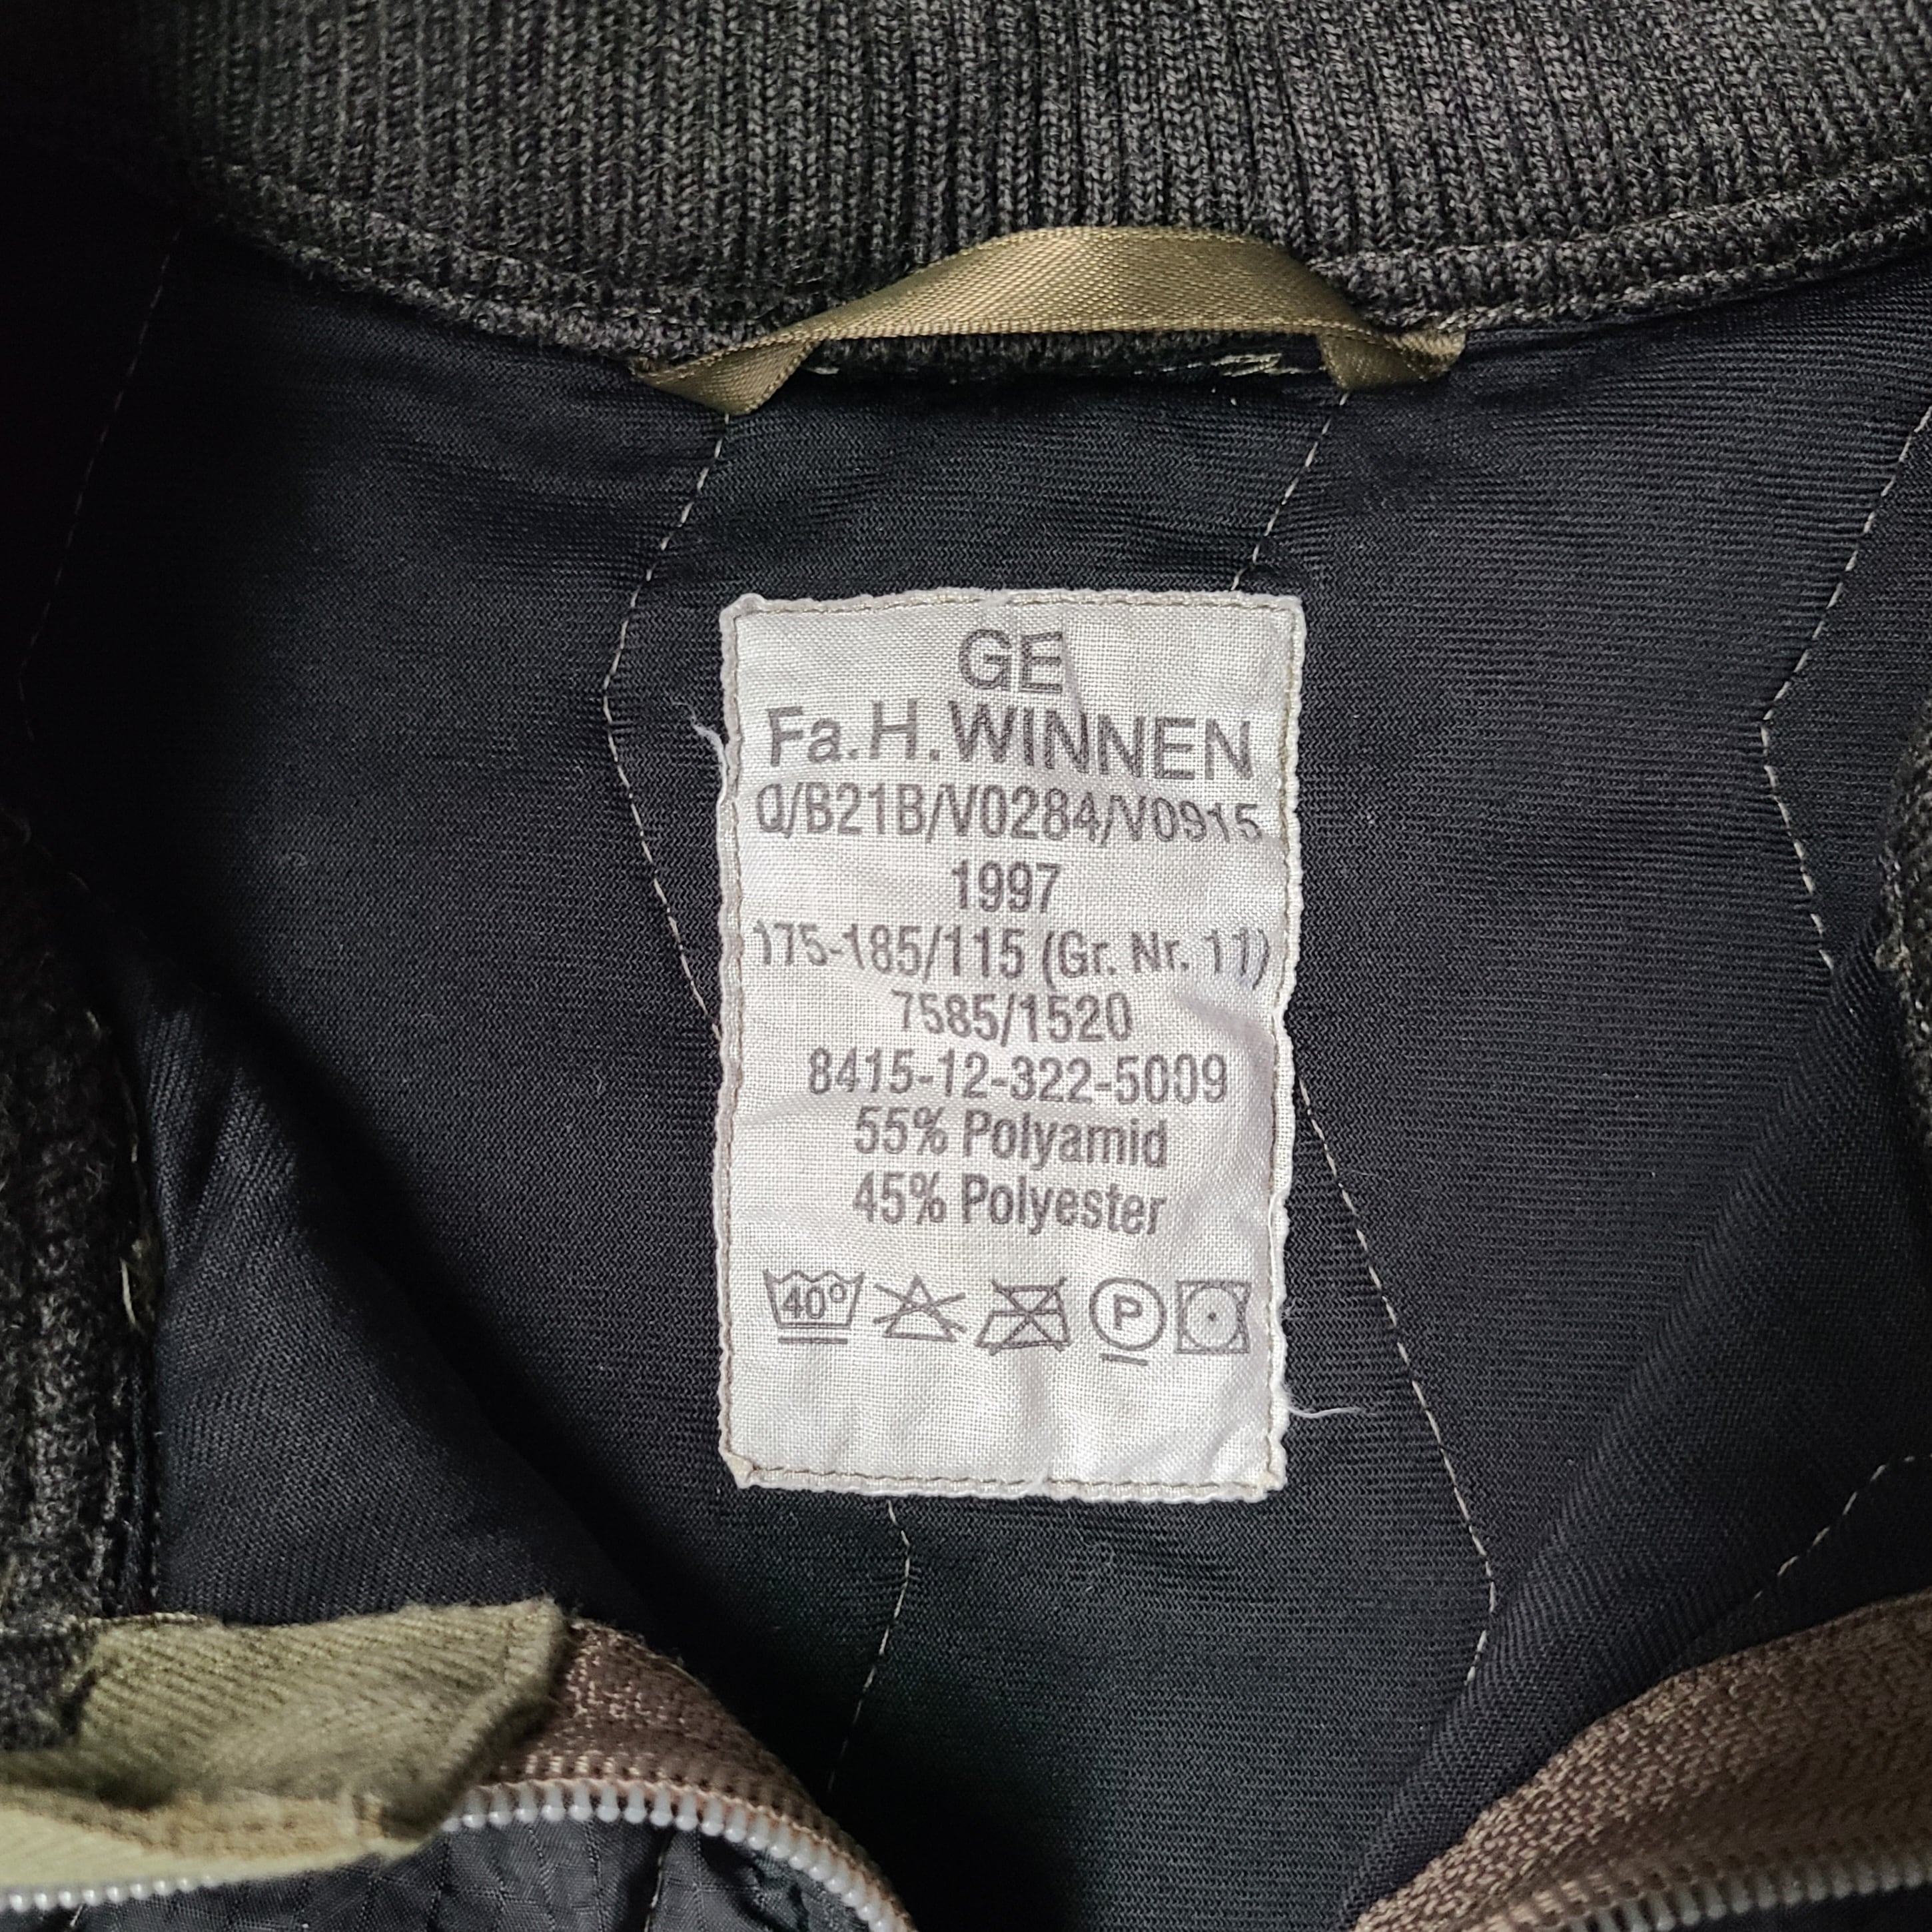 GE
Fa.H.WINNEN
Q/B21B/V0284/V0915
1997
175-185/115 (Gr. Nr. 11)
7585/1520
8415-12-322-5009
55% Polyamid
45% Polyester
40° P